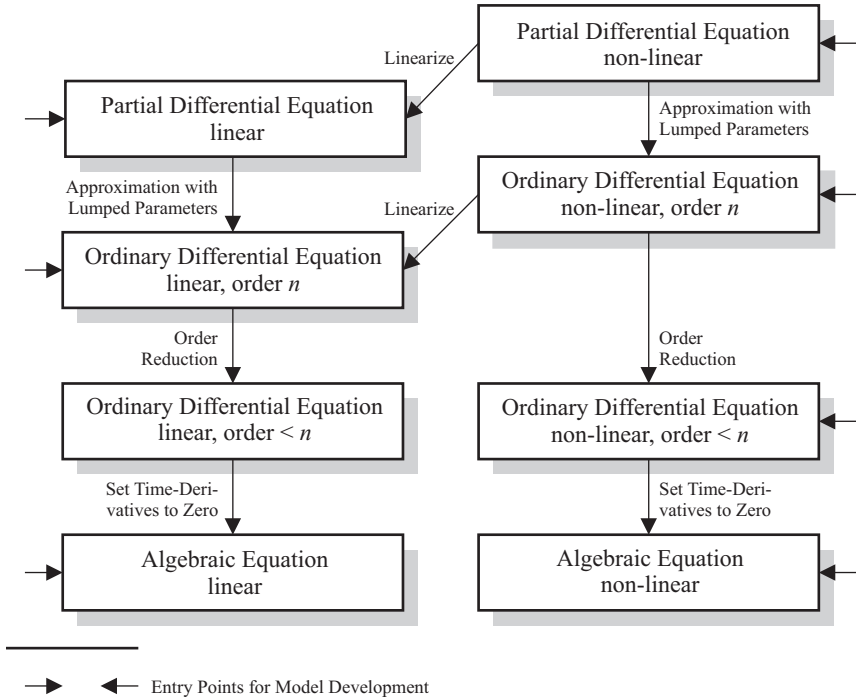 Partial Differential Equation
non-linear
Linearize
Partial Differential Equation
linear
Approximation with
Lumped Parameters
Approximation with
Lumped Parameters
Ordinary Differential Equation
non-linear, order n
Linearize
Ordinary Differential Equation
linear, order n
Order
Reduction
Order
Reduction
Ordinary Differential Equation
linear, order < n
Ordinary Differential Equation
non-linear, order < n
Set Time-Deri-
vatives to Zero
Set Time-Deri-
vatives to Zero
Algebraic Equation
linear
Algebraic Equation
non-linear
Entry Points for Model Development